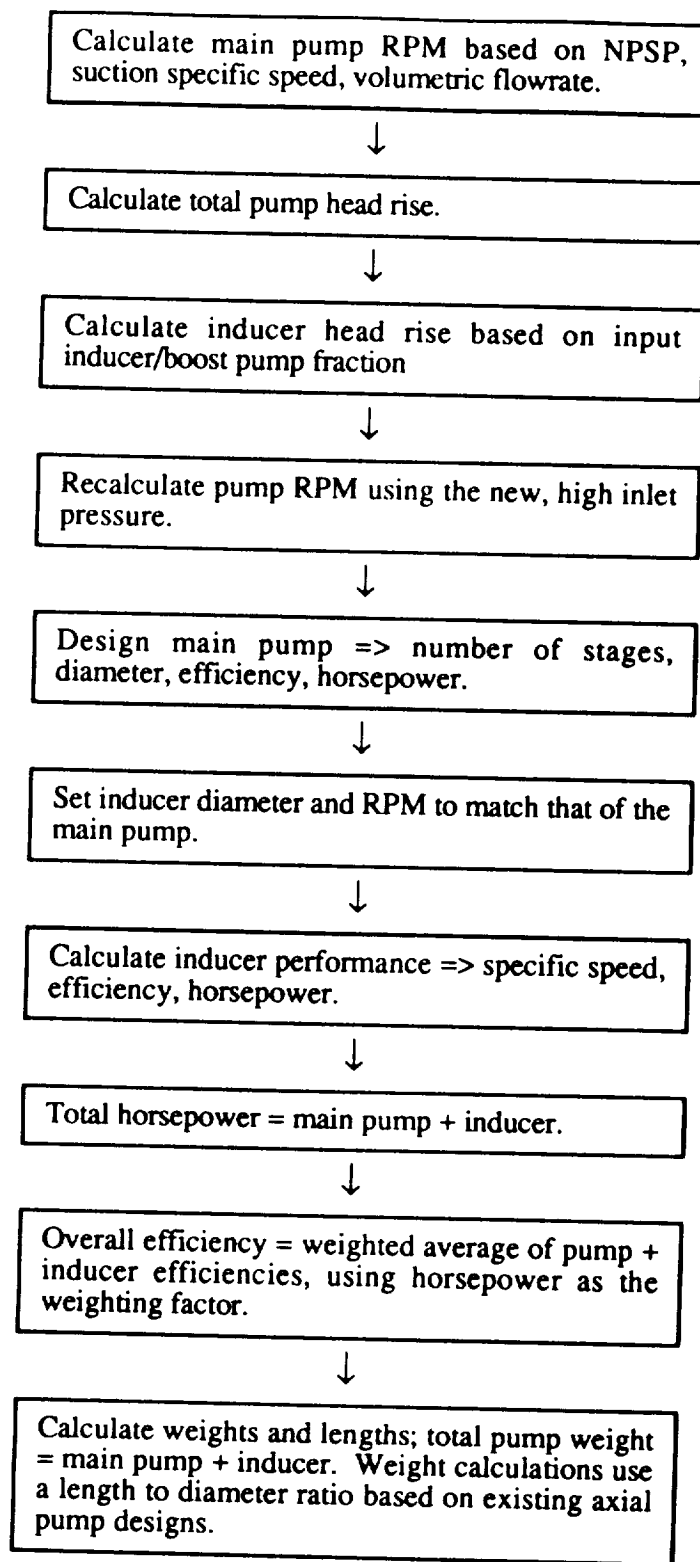 Calculate main pump RPM based on NPSP,
suction specific speed, volumetric flowrate.
↓
Calculate total pump head rise.
↓
Calculate inducer head rise based on input
inducer/boost pump fraction
↓
Recalculate pump RPM using the new, high inlet
pressure.
↓
Design main pump => number of stages,
diameter, efficiency, horsepower.
↓
Set inducer diameter and RPM to match that of the
main pump.
↓
Calculate inducer performance => specific speed,
efficiency, horsepower.
↓
Total horsepower = main pump + inducer.
↓
Overall efficiency = weighted average of pump +
inducer efficiencies, using horsepower as the
weighting factor.
↓
Calculate weights and lengths; total pump weight
= main pump + inducer. Weight calculations use
a length to diameter ratio based on existing axial
pump designs.